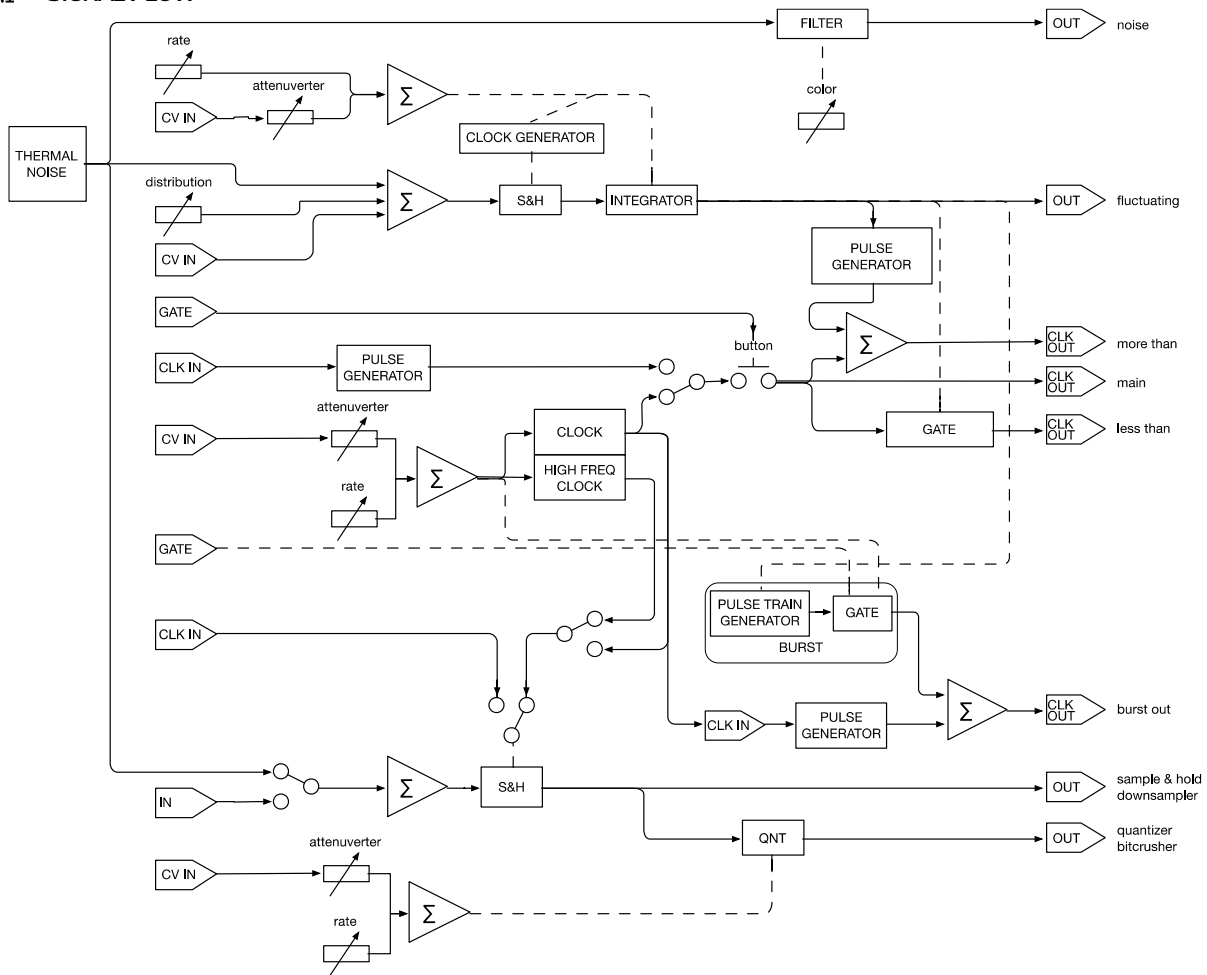 FILTER
OUT
noise
rate
attenuverter
Σ
color
CV IN
CLOCK GENERATOR
THERMAL
NOISE
distribution
Σ
S&H
INTEGRATOR
OUT
fluctuating
CV IN
PULSE
GENERATOR
GATE
button
Σ
CLK
OUT
more than
CLK IN
PULSE
GENERATOR
CLK
OUT
main
attenuverter
CV IN
CLOCK
GATE
CLK
OUT
less than
Σ
HIGH FREQ
CLOCK
rate
GATE
PULSE TRAIN
GENERATOR
GATE
BURST
CLK IN
CLK IN
PULSE
GENERATOR
Σ
CLK
OUT
burst out
Σ
S&H
OUT
sample & hold
downsampler
IN
attenuverter
QNT
OUT
quantizer
bitcrusher
CV IN
Σ
rate